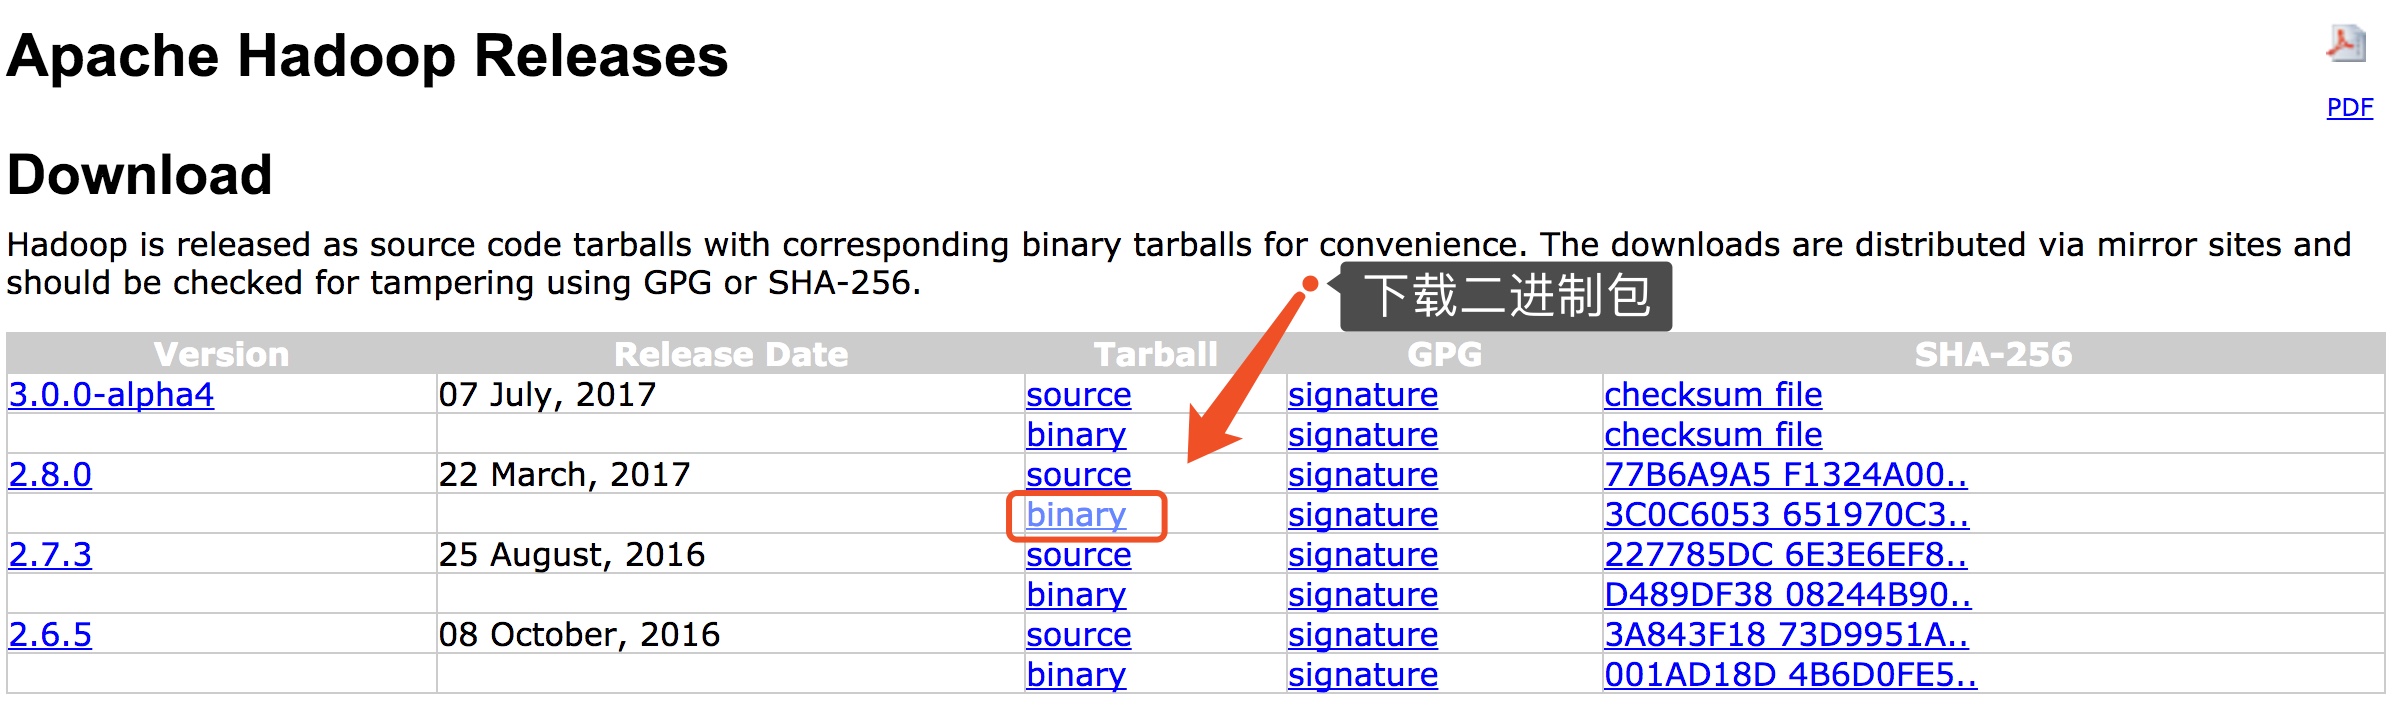 Apache Hadoop Releases
PDF
Download
Hadoop is released as source code tarballs with corresponding binary tarballs for convenience. The downloads are distributed via mirror sites and
should be checked for tampering using GPG or SHA-256.
下载二进制包
Version Release Date Tarball GPG SHA-256
3.0.0-alpha4 07 July, 2017 source signature checksum file
binary signature checksum file
2.8.0 22 March, 2017 source signature 77B6A9A5 F1324A00..
binary signature 3C0C6053 651970C3..
2.7.3 25 August, 2016 source signature 227785DC 6E3E6EF8..
binary signature D489DF38 08244B90..
2.6.5 08 October, 2016 source signature 3A843F18 73D9951A..
binary signature 001AD18D 4B6D0FE5..